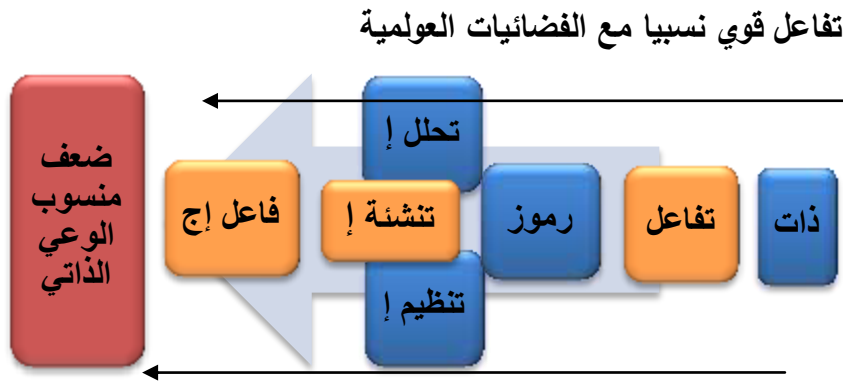 تفاعل قوي نسبيا مع الفضائيات العولمية
ذات
تفاعل
رموز
تحلل إ
تنشئة إ
تنظيم إ
فاعل إج
ضعف
منسوب
الوعي
الذاتي